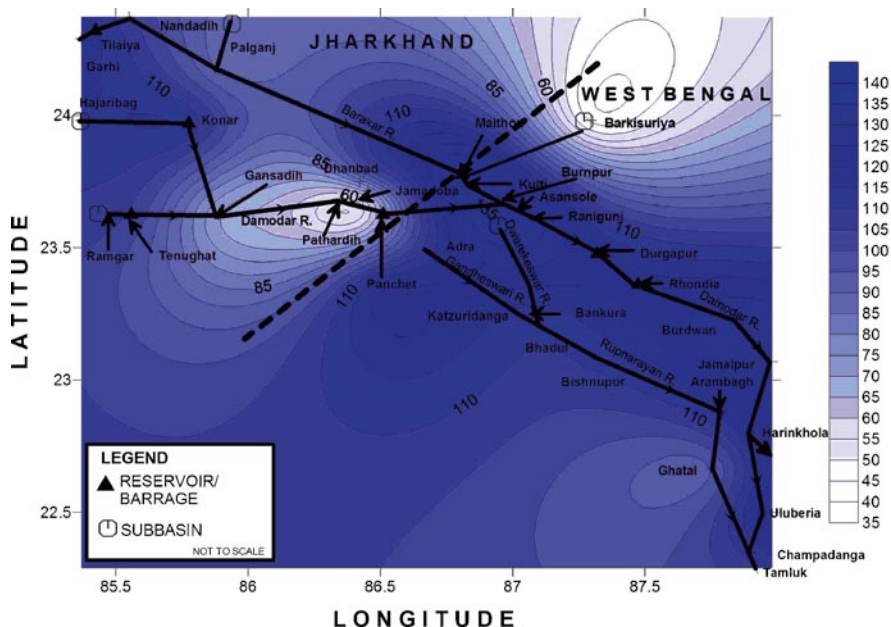 Nandadih
Tilaiya
Palganj
JHARKHAND
Garhi
110
85
60
Hajaribag
110
WEST BENGAL
Konar
Barakar R.
Maithon
Barkisuriya
85
Dhanbad
Gansadih
60
Jamadoba
Kulti
Burnpur
Asansole
Damodar R.
Ranigunj
110
Pathardih
Ramgar
Tenughat
Adra
Dwarekeswar R.
Durgapur
85
110
Panchet
Gandheswari R.
Rhondia
Damodar R.
Katzuridanga
Bankura
Burdwan
Bhadul
Rupnarayan R.
Jamalpur
Bishnupur
Arambagh
110
110
Harinkhola
Ghatal
Uluberia
Champadanga
Tamluk
LEGEND
RESERVOIR/
BARRAGE
SUBBASIN
NOT TO SCALE
LATITUDE
24
23.5
23
22.5
85.5
86
86.5
87
87.5
LONGITUDE
140
135
130
125
120
115
110
105
100
95
90
85
80
75
70
65
60
55
50
45
40
35